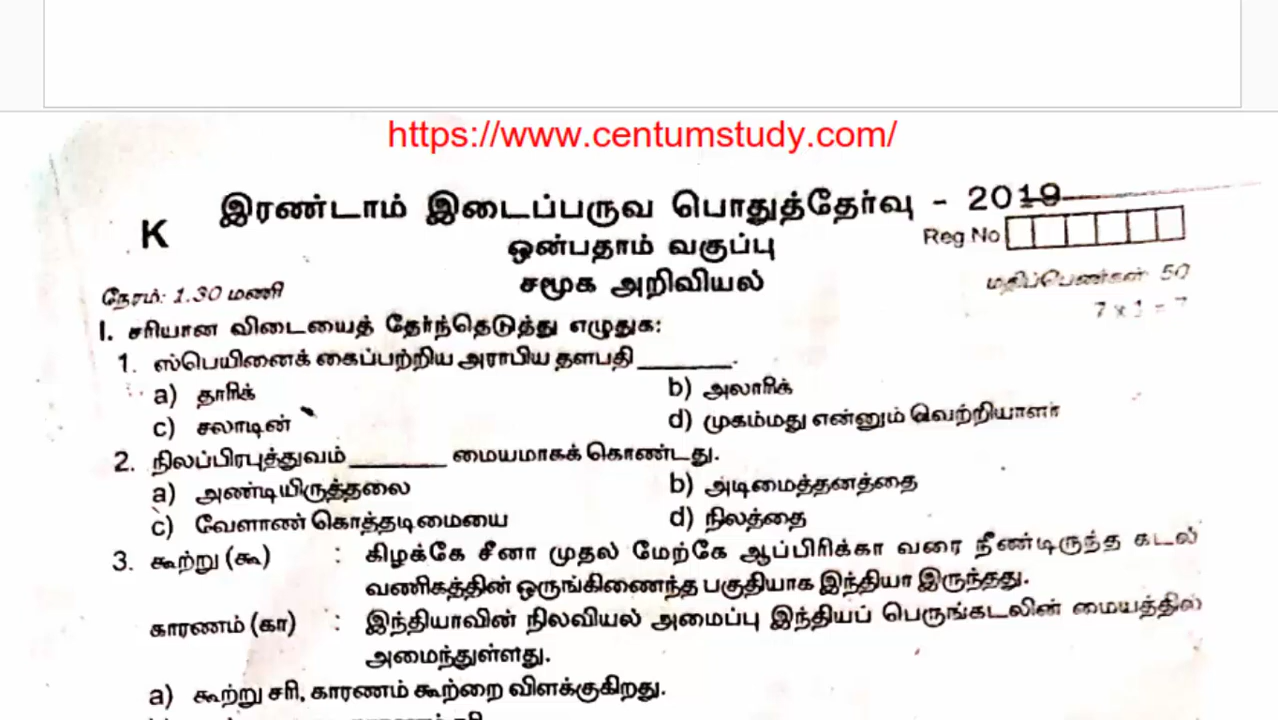 https://www.centumstudy.com/
இரண்டாம் இடைப்பருவ பொதுத்தேர்வு - 2019
K
ஒன்பதாம் வகுப்பு
Reg.No
சமூக அறிவியல்
நேரம்: 1.30 மணி
மதிப்பெண்கள் 50
I. சரியான விடையைத் தேர்ந்தெடுத்து எழுதுக:
7 x 1 = 7
1. ஸ்பெயினைக் கைப்பற்றிய அராபிய தளபதி ________.
a) தாரிக்
b) அலாரிக்
c) சலாடின்
d) முகம்மது என்னும் வெற்றியாளர்
2. நிலப்பிரபுத்துவம் ________ மையமாகக் கொண்டது.
a) அண்டியிருத்தலை
b) அடிமைத்தனத்தை
c) வேளாண் கொத்தடிமையை
d) நிலத்தை
3. கூற்று (கூ) : கிழக்கே சீனா முதல் மேற்கே ஆப்பிரிக்கா வரை நீண்டிருந்த கடல்
வணிகத்தின் ஒருங்கிணைந்த பகுதியாக இந்தியா இருந்தது.
காரணம் (கா) : இந்தியாவின் நிலவியல் அமைப்பு இந்தியப் பெருங்கடலின் மையத்தில்
அமைந்துள்ளது.
a) கூற்று சரி, காரணம் கூற்றை விளக்குகிறது.